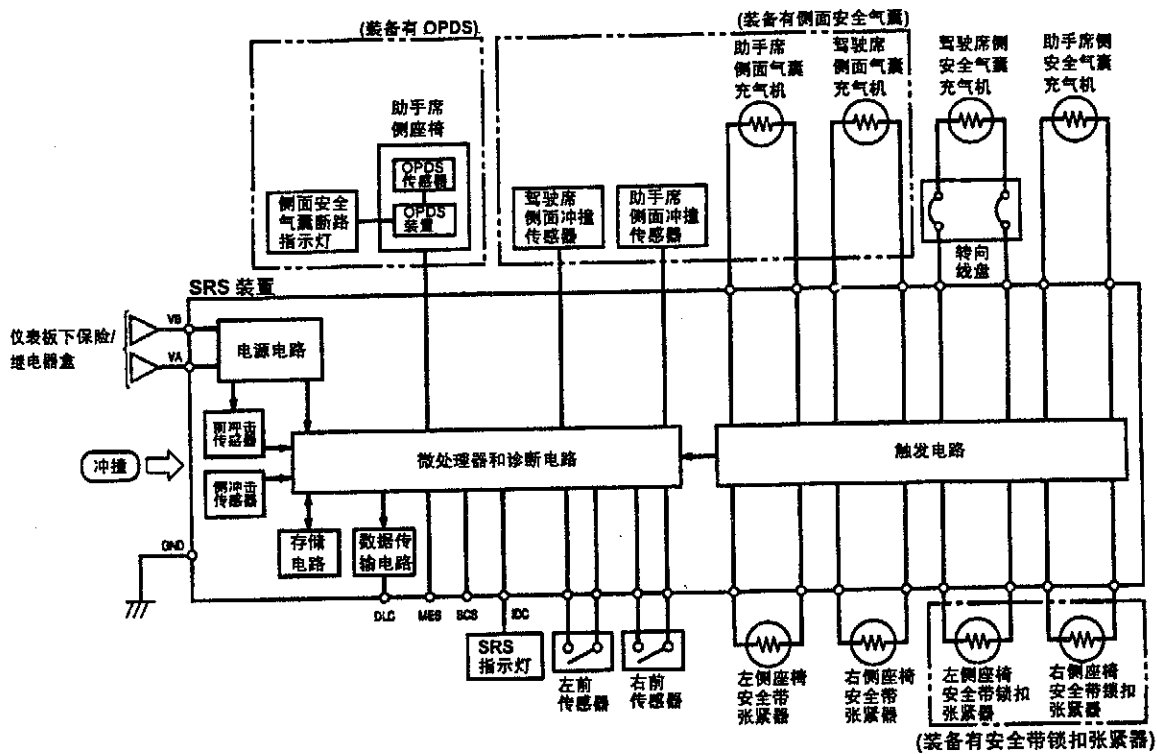 (装备有 OPDS)
(装备有侧面安全气囊)
助手席
侧面气囊
充气机
驾驶席
侧面气囊
充气机
驾驶席侧
安全气囊
充气机
助手席侧
安全气囊
充气机
助手席
侧座椅
OPDS
传感器
OPDS
装置
侧面安全
气囊断路
指示灯
驾驶席
侧面冲撞
传感器
助手席
侧面冲撞
传感器
转向
线盘
SRS 装置
仪表板下保险/
继电器盒
VB
VA
电源电路
前冲击
传感器
侧冲击
传感器
冲撞
微处理器和诊断电路
触发电路
存储
电路
数据传
输电路
GND
DLC
MES
SCS
IDC
SRS
指示灯
左前
传感器
右前
传感器
左侧座椅
安全带
张紧器
右侧座椅
安全带
张紧器
左侧座椅
安全带锁扣
张紧器
右侧座椅
安全带锁扣
张紧器
(装备有安全带锁扣张紧器)